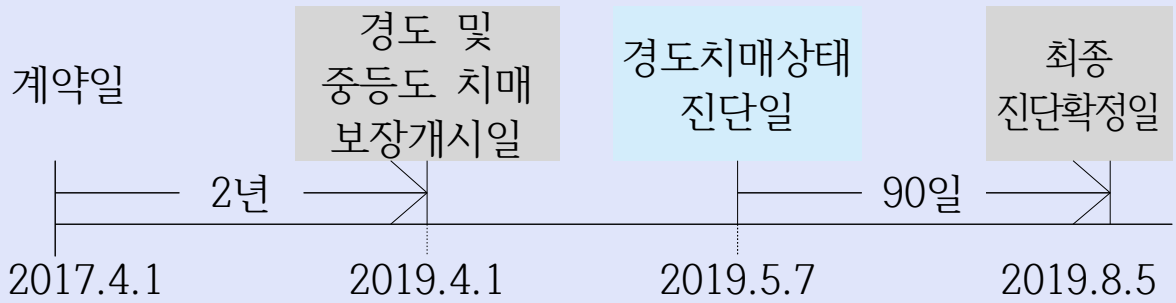 계약일
경도 및
중등도 치매
보장개시일
경도치매상태
진단일
최종
진단확정일
2년
90일
2017.4.1
2019.4.1
2019.5.7
2019.8.5